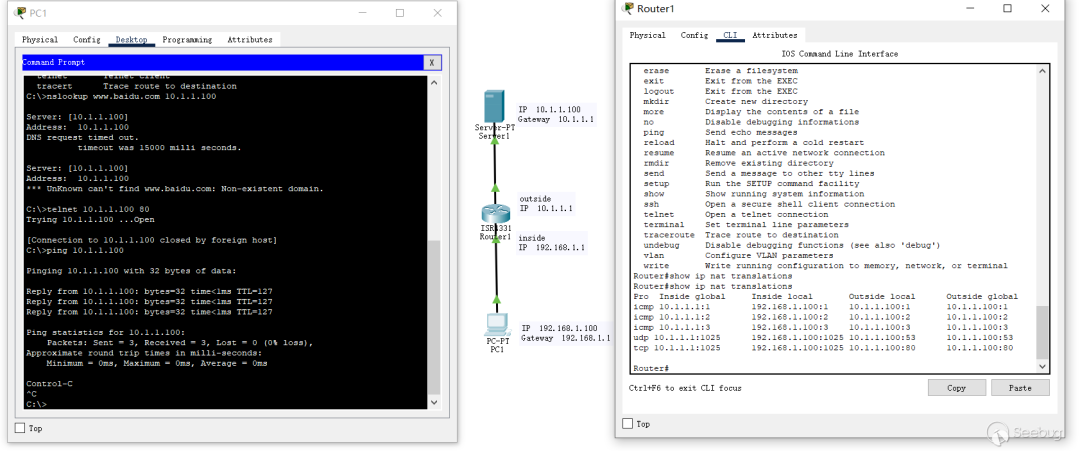 PC1
Physical Config Desktop Programming Attributes
Command Prompt
X
telnet Telnet client
tracert Trace route to destination
C:\>nslookup www.baidu.com 10.1.1.100
Server: [10.1.1.100]
Address: 10.1.1.100
DNS request timed out.
timeout was 15000 milli seconds.
Server: [10.1.1.100]
Address: 10.1.1.100
*** UnKnown can't find www.baidu.com: Non-existent domain.
C:\>telnet 10.1.1.100 80
Trying 10.1.1.100 ...Open
[Connection to 10.1.1.100 closed by foreign host]
C:\>ping 10.1.1.100
Pinging 10.1.1.100 with 32 bytes of data:
Reply from 10.1.1.100: bytes=32 time<1ms TTL=127
Reply from 10.1.1.100: bytes=32 time<1ms TTL=127
Reply from 10.1.1.100: bytes=32 time<1ms TTL=127
Ping statistics for 10.1.1.100:
Packets: Sent = 3, Received = 3, Lost = 0 (0% loss),
Approximate round trip times in milli-seconds:
Minimum = 0ms, Maximum = 0ms, Average = 0ms
Control-C
^C
C:\>
Top
IP 10.1.1.100
Gateway 10.1.1.1
Server-PT
Server1
outside
IP 10.1.1.1
ISR4331
Router1
inside
IP 192.168.1.1
IP 192.168.1.100
Gateway 192.168.1.1
PC-PT
PC1
Router1
Physical Config CLI Attributes
IOS Command Line Interface
erase Erase a filesystem
exit Exit from the EXEC
logout Exit from the EXEC
mkdir Create new directory
more Display the contents of a file
no Disable debugging informations
ping Send echo messages
reload Halt and perform a cold restart
resume Resume an active network connection
rmdir Remove existing directory
send Send a message to other tty lines
setup Run the SETUP command facility
show Show running system information
ssh Open a secure shell client connection
telnet Open a telnet connection
terminal Set terminal line parameters
traceroute Trace route to destination
undebug Disable debugging functions (see also 'debug')
vlan Configure VLAN parameters
write Write running configuration to memory, network, or terminal
Router#show ip nat translations
Router#show ip nat translations
Pro Inside global Inside local Outside local Outside global
icmp 10.1.1.1:1 192.168.1.100:1 10.1.1.100:1 10.1.1.100:1
icmp 10.1.1.1:2 192.168.1.100:2 10.1.1.100:2 10.1.1.100:2
icmp 10.1.1.1:3 192.168.1.100:3 10.1.1.100:3 10.1.1.100:3
udp 10.1.1.1:1025 192.168.1.100:1025 10.1.1.100:53 10.1.1.100:53
tcp 10.1.1.1:1025 192.168.1.100:1025 10.1.1.100:80 10.1.1.100:80
Router#
Ctrl+F6 to exit CLI focus
Copy
Paste
Top
Seebug